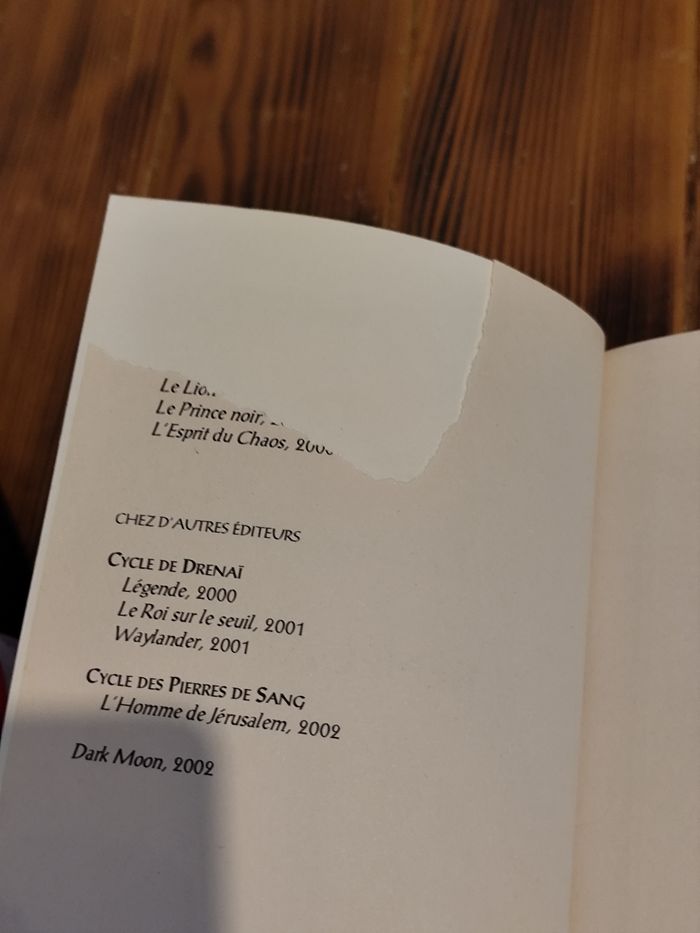 Le
Le Prince noir,
L'Esprit du Chaos,
CHEZ D'AUTRES ÉDITEURS
CYCLE DE DRENAÏ
Légende, 2000
Le Roi sur le seuil, 2001
Waylander, 2001
CYCLE DES PIERRES DE SANG
L'Homme de Jérusalem, 2002
Dark Moon, 2002